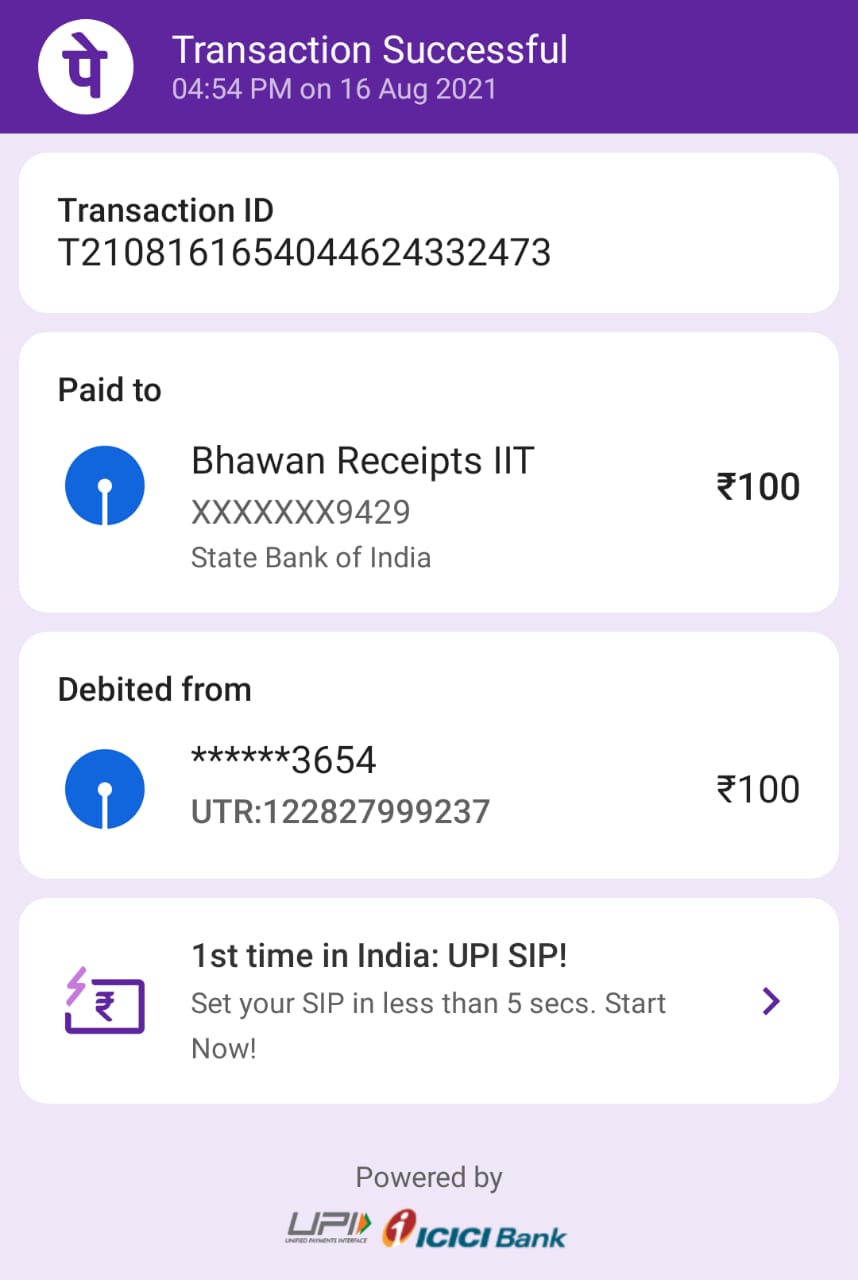 पे
Transaction Successful
04:54 PM on 16 Aug 2021
Transaction ID
T2108161654044624332473
Paid to
Bhawan Receipts IIT
₹100
XXXXXXX9429
State Bank of India
Debited from
******3654
₹100
UTR:122827999237
1st time in India: UPI SIP!
₹
Set your SIP in less than 5 secs. Start
Now!
Powered by
UPI ICICI Bank
UNIFIED PAYMENTS INTERFACE